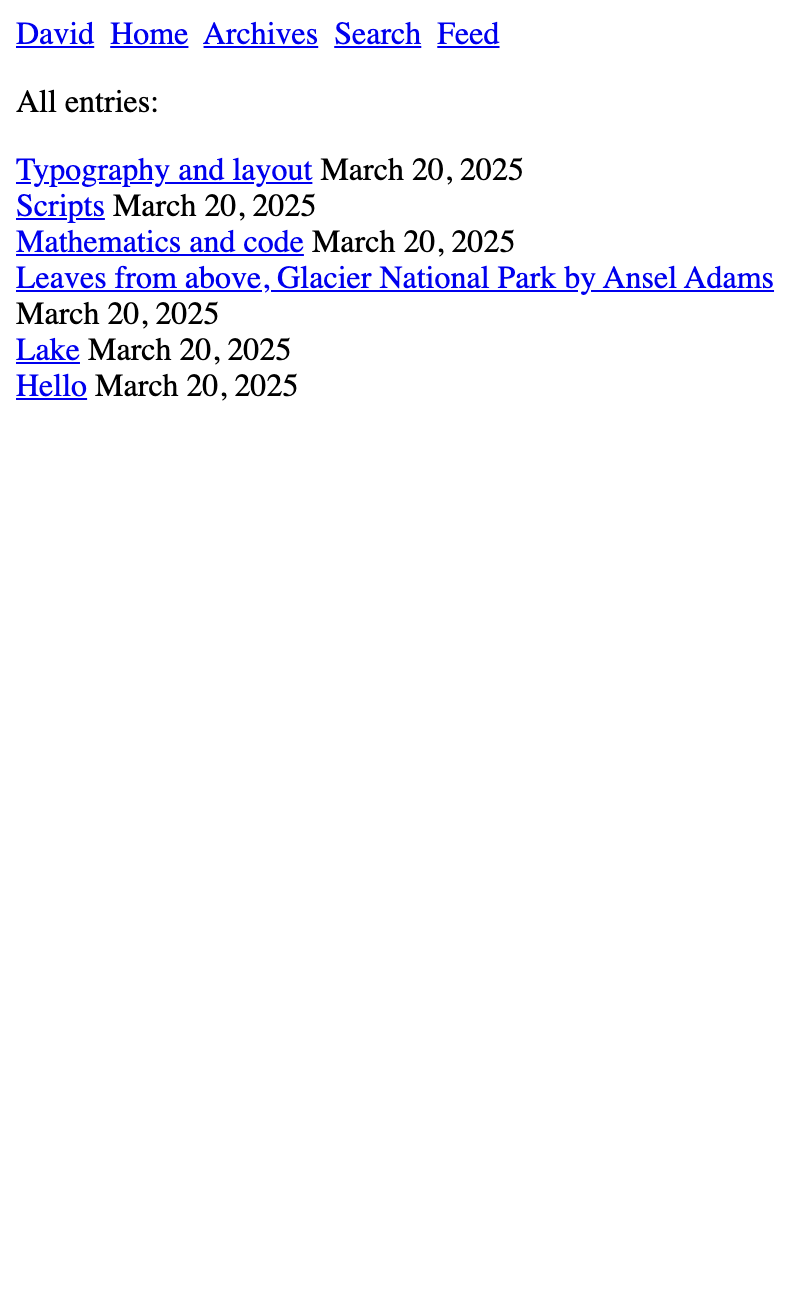 David Home Archives Search Feed
All entries:
Typography and layout March 20, 2025
Scripts March 20, 2025
Mathematics and code March 20, 2025
Leaves from above, Glacier National Park by Ansel Adams
March 20, 2025
Lake March 20, 2025
Hello March 20, 2025